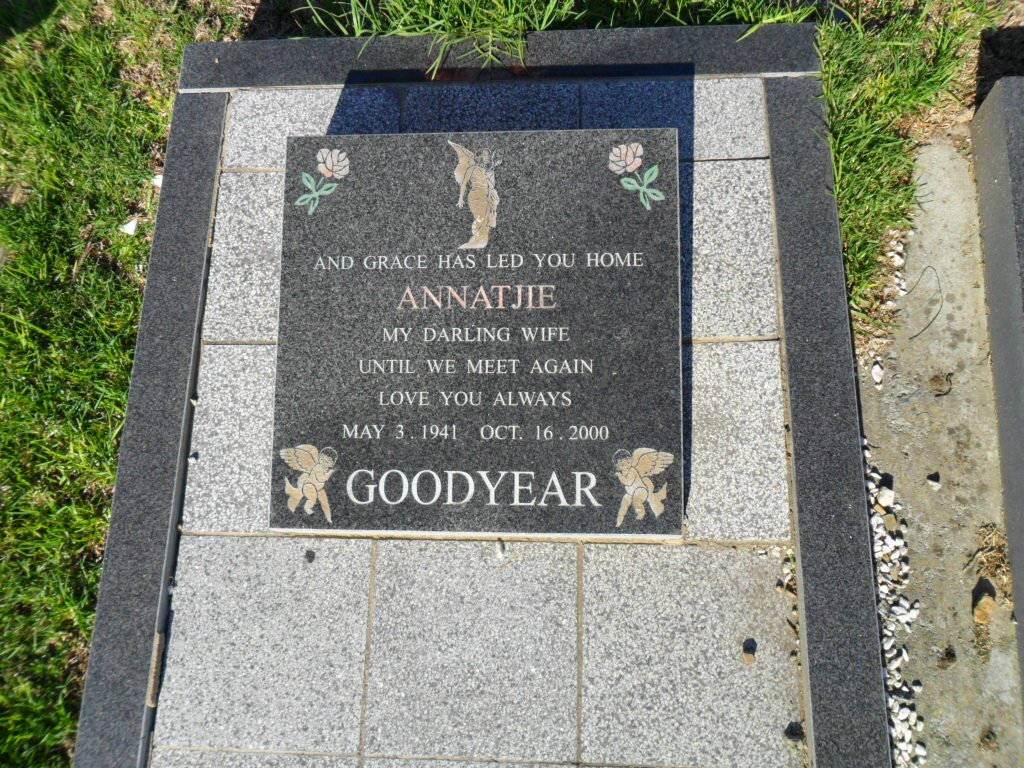 AND GRACE HAS LED YOU HOME
ANNATJIE
MY DARLING WIFE
UNTIL WE MEET AGAIN
LOVE YOU ALWAYS
MAY 3 . 1941 OCT. 16 . 2000
GOODYEAR